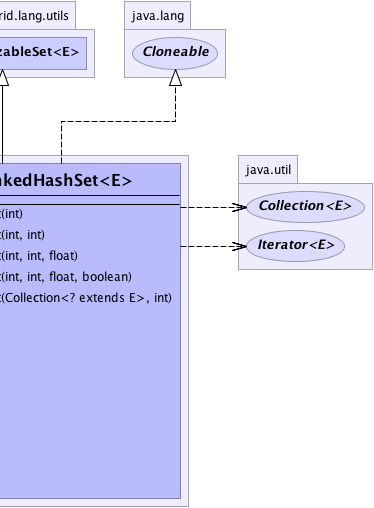 rid.lang.utils
java.lang
zableSet<E>
Cloneable
nkedHashSet<E>
java.util
t(int)
Collection<E>
t(int, int)
Iterator<E>
t(int, int, float)
t(int, int, float, boolean)
t(Collection<? extends E>, int)